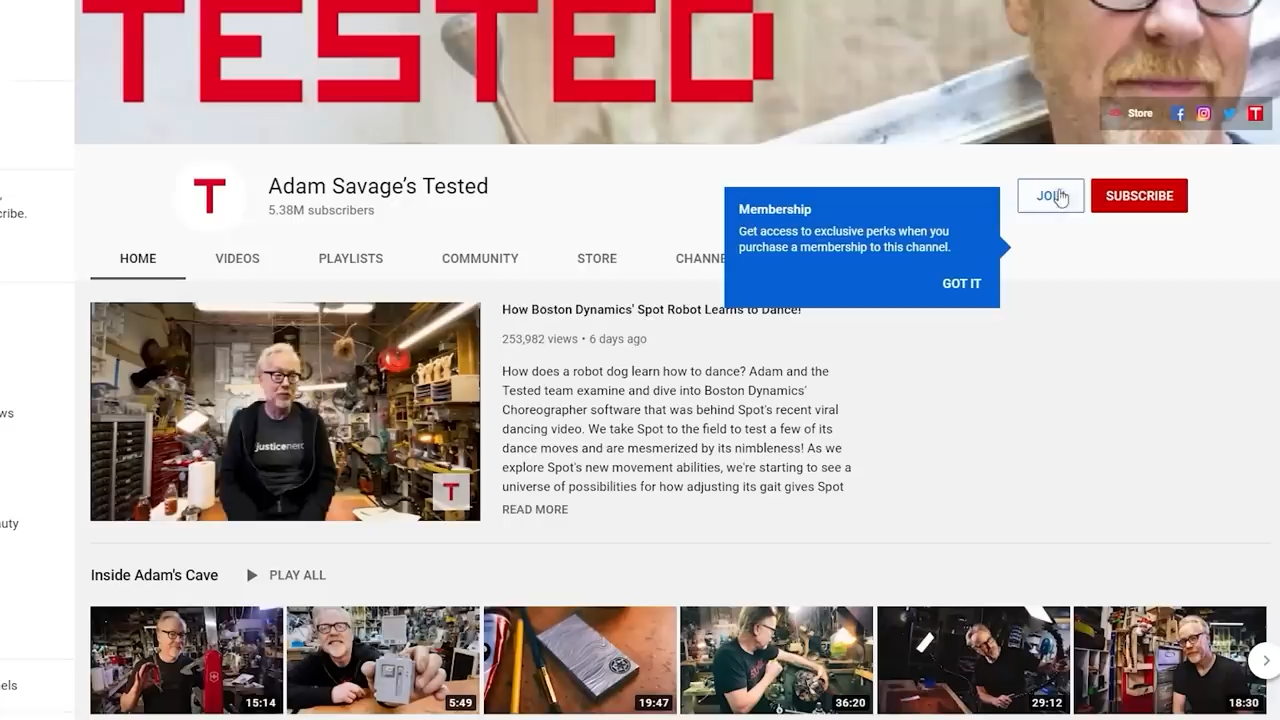 TESTED
Store
T
T
Adam Savage's Tested
5.38M subscribers
JOIN
SUBSCRIBE
Membership
Get access to exclusive perks when you
purchase a membership to this channel.
GOT IT
HOME
VIDEOS
PLAYLISTS
COMMUNITY
STORE
CHANNE
cribe.
How Boston Dynamics' Spot Robot Learns to Dance!
253,982 views • 6 days ago
How does a robot dog learn how to dance? Adam and the
Tested team examine and dive into Boston Dynamics'
Choreographer software that was behind Spot's recent viral
dancing video. We take Spot to the field to test a few of its
dance moves and are mesmerized by its nimbleness! As we
explore Spot's new movement abilities, we're starting to see a
universe of possibilities for how adjusting its gait gives Spot
READ MORE
justicenerd
T
ws
auty
els
Inside Adam's Cave
PLAY ALL
15:14
5:49
19:47
36:20
29:12
18:30